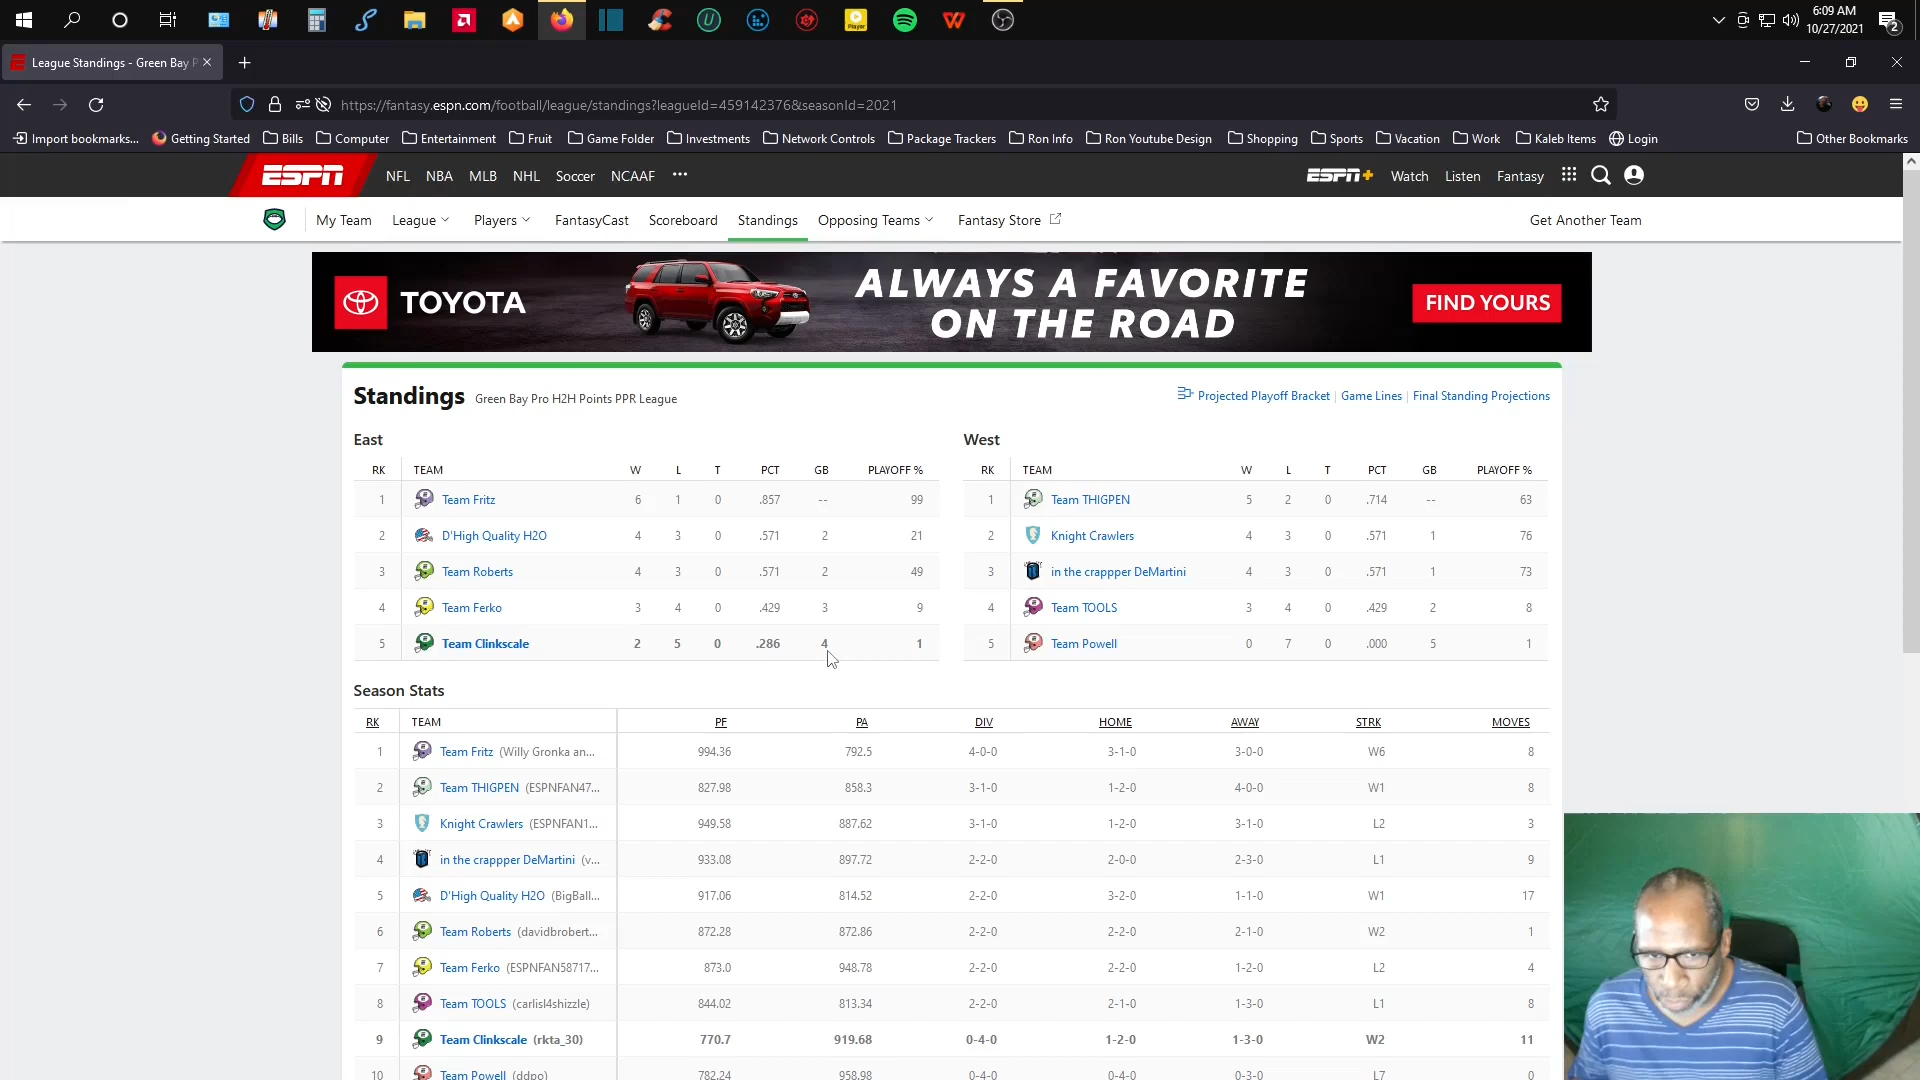 6:09 AM
10/27/2021
2
League Standings - Green Bay P
https://fantasy.espn.com/football/league/standings?leagueId=459142376&seasonId=2021
Import bookmarks... Getting Started Bills Computer Entertainment Fruit Game Folder Investments Network Controls Package Trackers Ron Info Ron Youtube Design Shopping Sports Vacation Work Kaleb Items Login Other Bookmarks
ESPN NFL NBA MLB NHL Soccer NCAAF ••• ESPN+ Watch Listen Fantasy
My Team League Players FantasyCast Scoreboard Standings Opposing Teams Fantasy Store Get Another Team
TOYOTA
ALWAYS A FAVORITE
ON THE ROAD
FIND YOURS
Standings Green Bay Pro H2H Points PPR League
Projected Playoff Bracket | Game Lines | Final Standing Projections
East
RK TEAM W L T PCT GB PLAYOFF %
1 Team Fritz 6 1 0 .857 -- 99
2 D'High Quality H2O 4 3 0 .571 2 21
3 Team Roberts 4 3 0 .571 2 49
4 Team Ferko 3 4 0 .429 3 9
5 Team Clinkscale 2 5 0 .286 4 1
West
RK TEAM W L T PCT GB PLAYOFF %
1 Team THIGPEN 5 2 0 .714 -- 63
2 Knight Crawlers 4 3 0 .571 1 76
3 in the crappper DeMartini 4 3 0 .571 1 73
4 Team TOOLS 3 4 0 .429 2 8
5 Team Powell 0 7 0 .000 5 1
Season Stats
RK TEAM PF PA DIV HOME AWAY STRK MOVES
1 Team Fritz (Willy Gronka an... 994.36 792.5 4-0-0 3-1-0 3-0-0 W6 8
2 Team THIGPEN (ESPNFAN47... 827.98 858.3 3-1-0 1-2-0 4-0-0 W1 8
3 Knight Crawlers (ESPNFAN1... 949.58 887.62 3-1-0 1-2-0 3-1-0 L2 3
4 in the crappper DeMartini (v... 933.08 897.72 2-2-0 2-0-0 2-3-0 L1 9
5 D'High Quality H2O (BigBall... 917.06 814.52 2-2-0 3-2-0 1-1-0 W1 17
6 Team Roberts (davidbrobert... 872.28 872.86 2-2-0 2-2-0 2-1-0 W2 1
7 Team Ferko (ESPNFAN58717... 873.0 948.78 2-2-0 2-2-0 1-2-0 L2 4
8 Team TOOLS (carlisl4shizzle) 844.02 813.34 2-2-0 2-1-0 1-3-0 L1 8
9 Team Clinkscale (rkta_30) 770.7 919.68 0-4-0 1-2-0 1-3-0 W2 11
10 Team Powell (ddpo) 782.24 958.98 0-4-0 0-4-0 0-3-0 L7 0